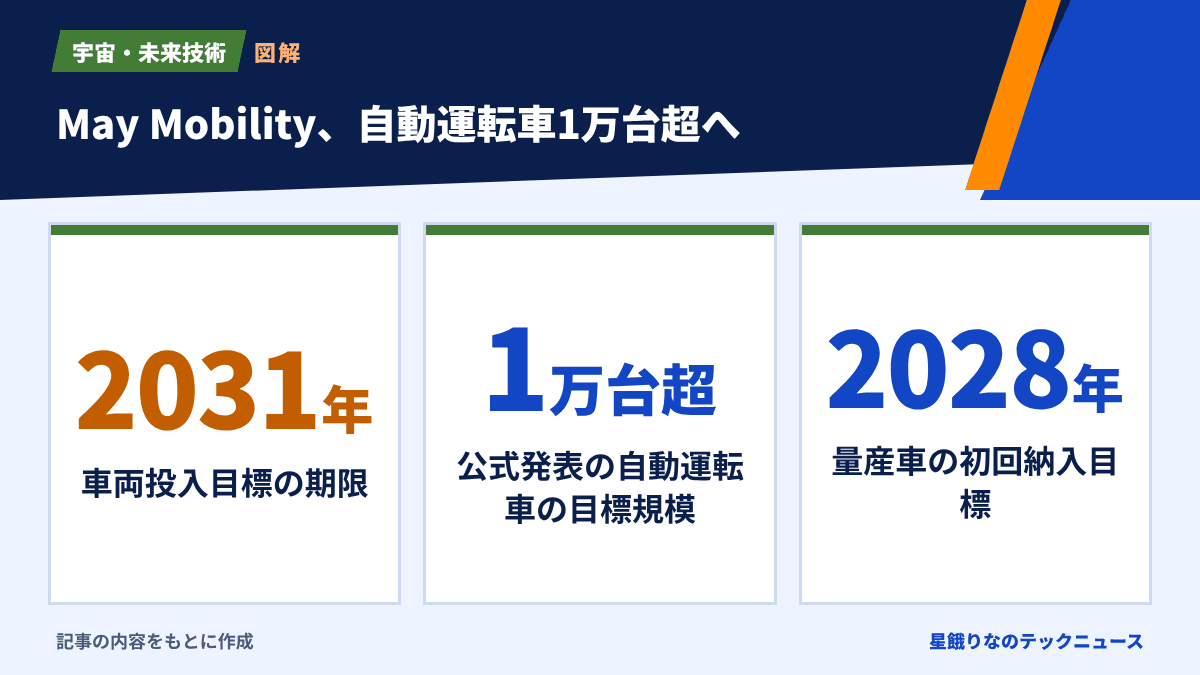 宇宙・未来技術 図解
May Mobility、自動運転車1万台超へ
2031年
車両投入目標の期限
1万台超
公式発表の自動運転
車の目標規模
2028年
量産車の初回納入目
標
記事の内容をもとに作成
星餓りなのテックニュース